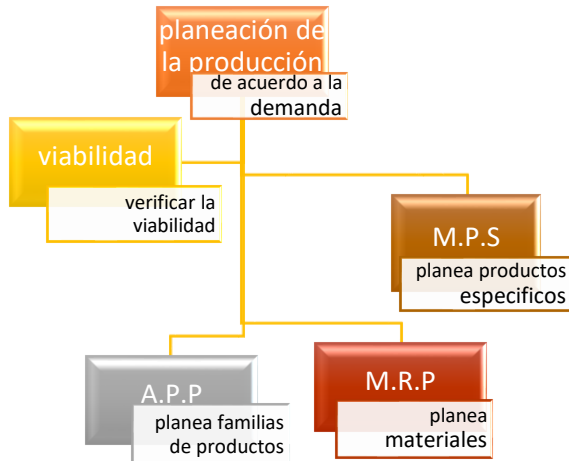 planeación de
la producción
de acuerdo a la
demanda
viabilidad
verificar la
viabilidad
M.P.S
planea productos
especificos
A.P.P
planea familias
de productos
M.R.P
planea
materiales